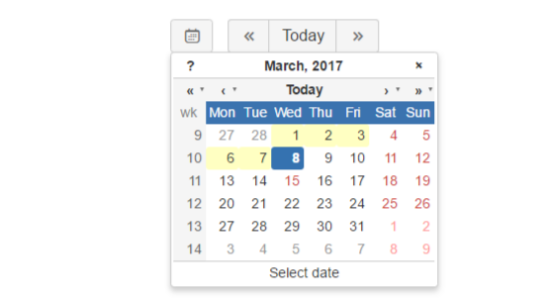 « Today »
? March, 2017 ×
« ‹ Today › »
wk Mon Tue Wed Thu Fri Sat Sun
9 27 28 1 2 3 4 5
10 6 7 8 9 10 11 12
11 13 14 15 16 17 18 19
12 20 21 22 23 24 25 26
13 27 28 29 30 31 1 2
14 3 4 5 6 7 8 9
Select date